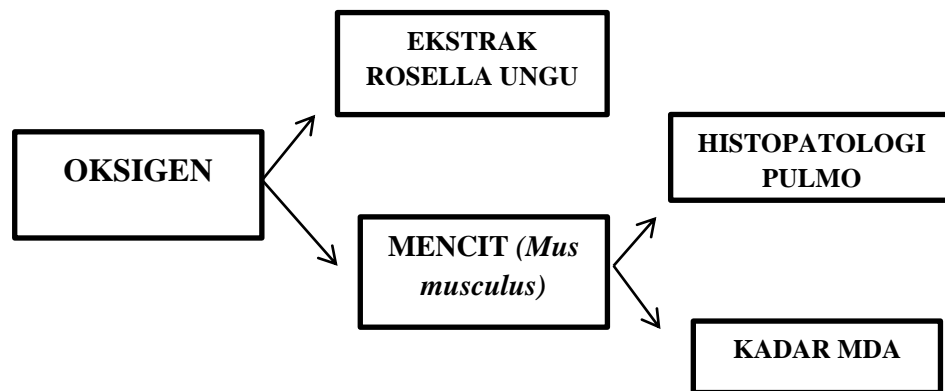 EKSTRAK
ROSELLA UNGU
OKSIGEN
HISTOPATOLOGI
PULMO
MENCIT (Mus
musculus)
KADAR MDA